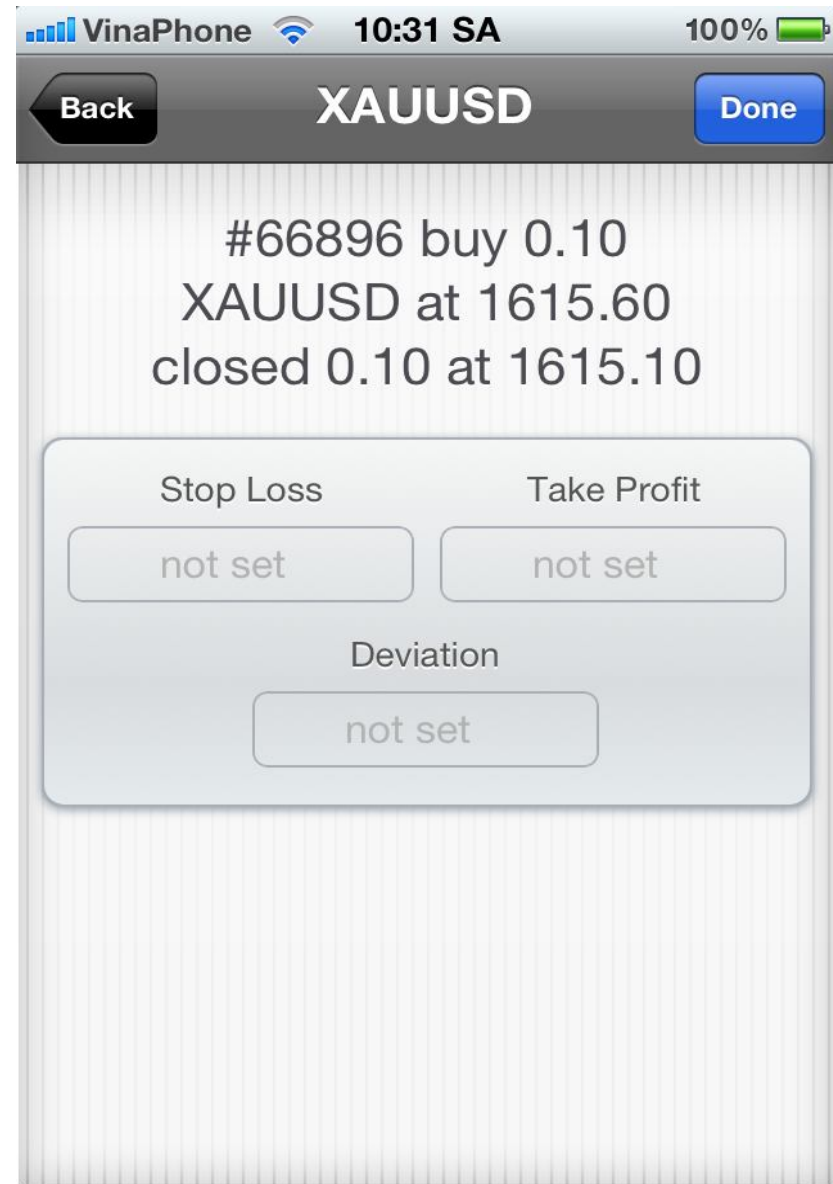 VinaPhone 10:31 SA 100%
Back XAUUSD Done
#66896 buy 0.10
XAUUSD at 1615.60
closed 0.10 at 1615.10
Stop Loss Take Profit
not set not set
Deviation
not set